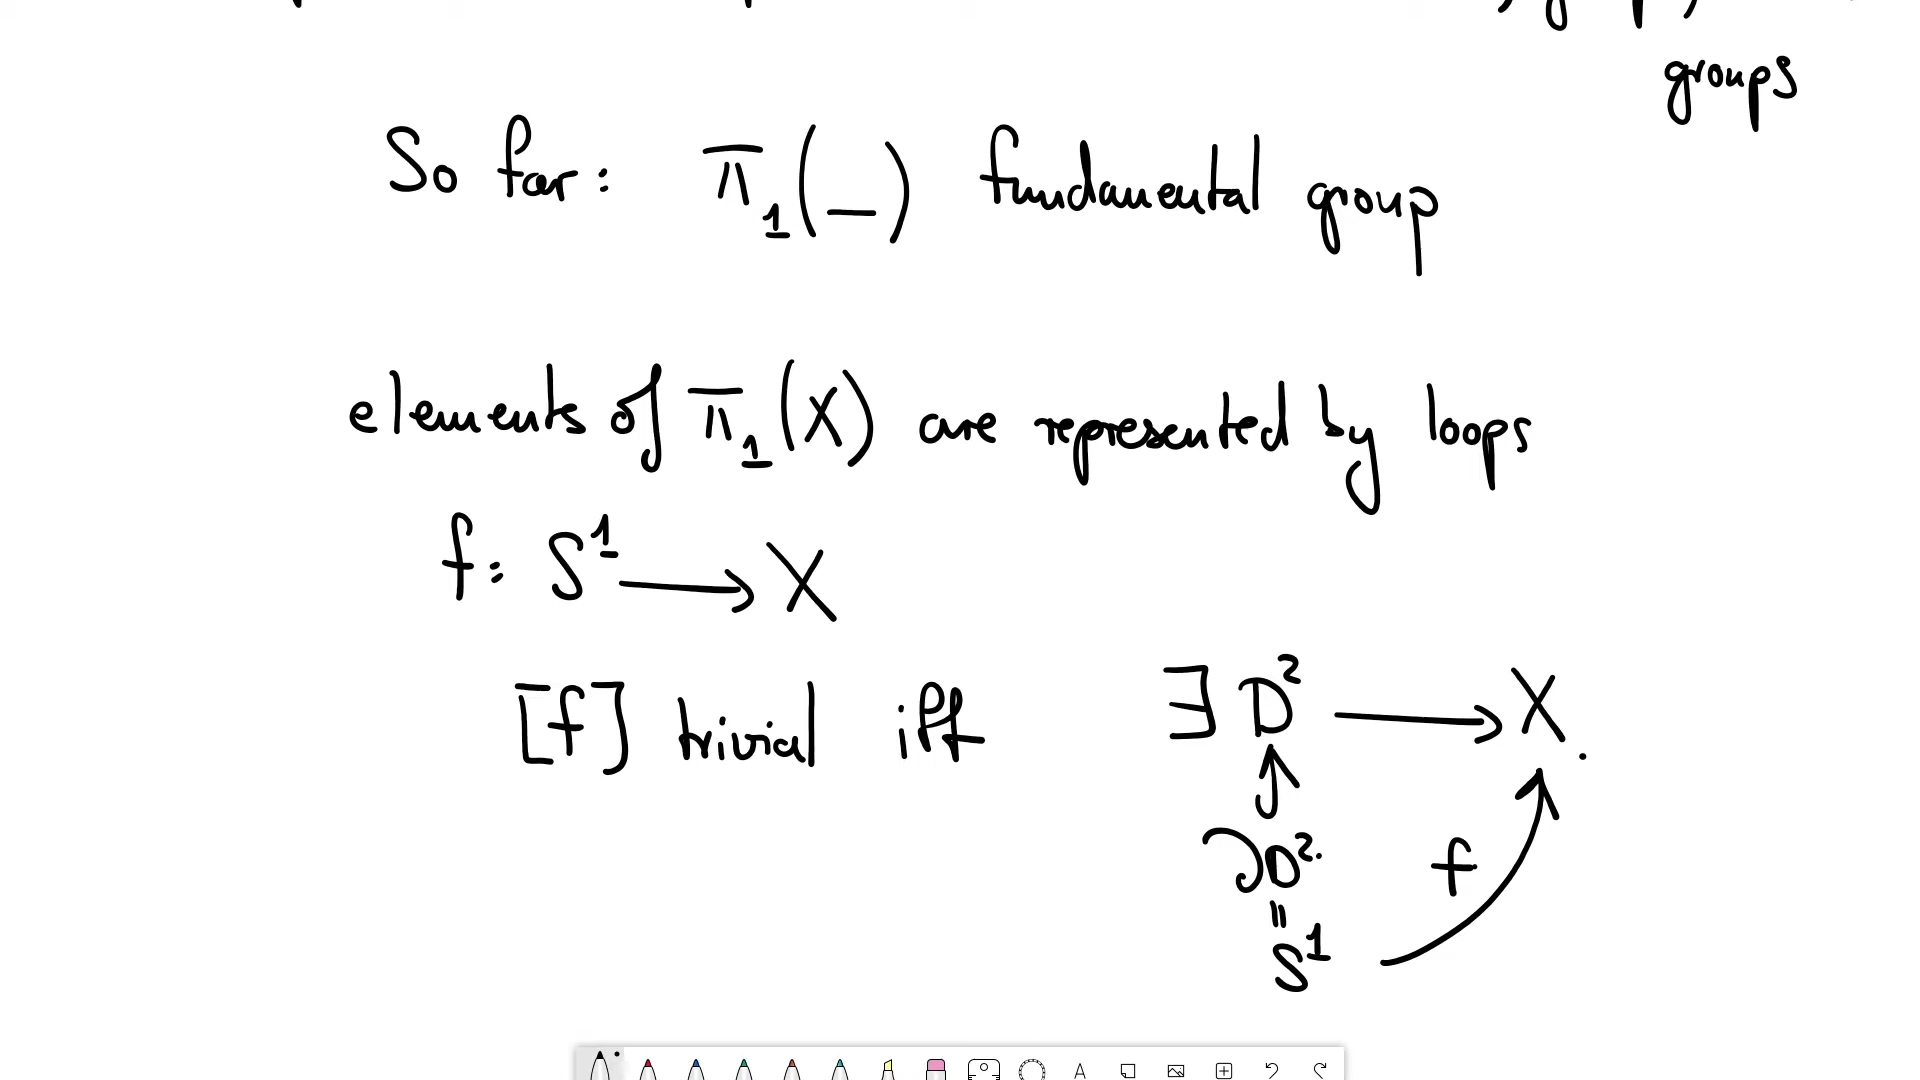 groups
So far: π₁(_) fundamental group
elements of π₁(X) are represented by loops
f: S¹ ⟶ X
[f] trivial iff ∃ D² ⟶ X.
∂D²
f
=
S¹
A